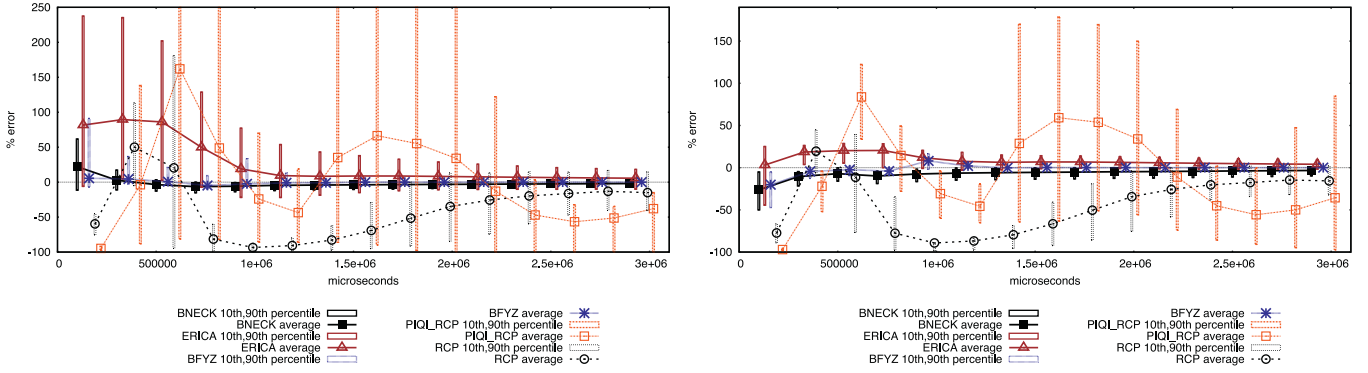 250
200
150
100
50
0
-50
-100
% error
0
500000
1e+06
1.5e+06
2e+06
2.5e+06
3e+06
microseconds
BNECK 10th,90th percentile
BNECK average
ERICA 10th,90th percentile
ERICA average
BFYZ 10th,90th percentile
BFYZ average
PIQI_RCP 10th,90th percentile
PIQI_RCP average
RCP 10th,90th percentile
RCP average
150
100
50
0
-50
-100
% error
0
500000
1e+06
1.5e+06
2e+06
2.5e+06
3e+06
microseconds
BNECK 10th,90th percentile
BNECK average
ERICA 10th,90th percentile
ERICA average
BFYZ 10th,90th percentile
BFYZ average
PIQI_RCP 10th,90th percentile
PIQI_RCP average
RCP 10th,90th percentile
RCP average